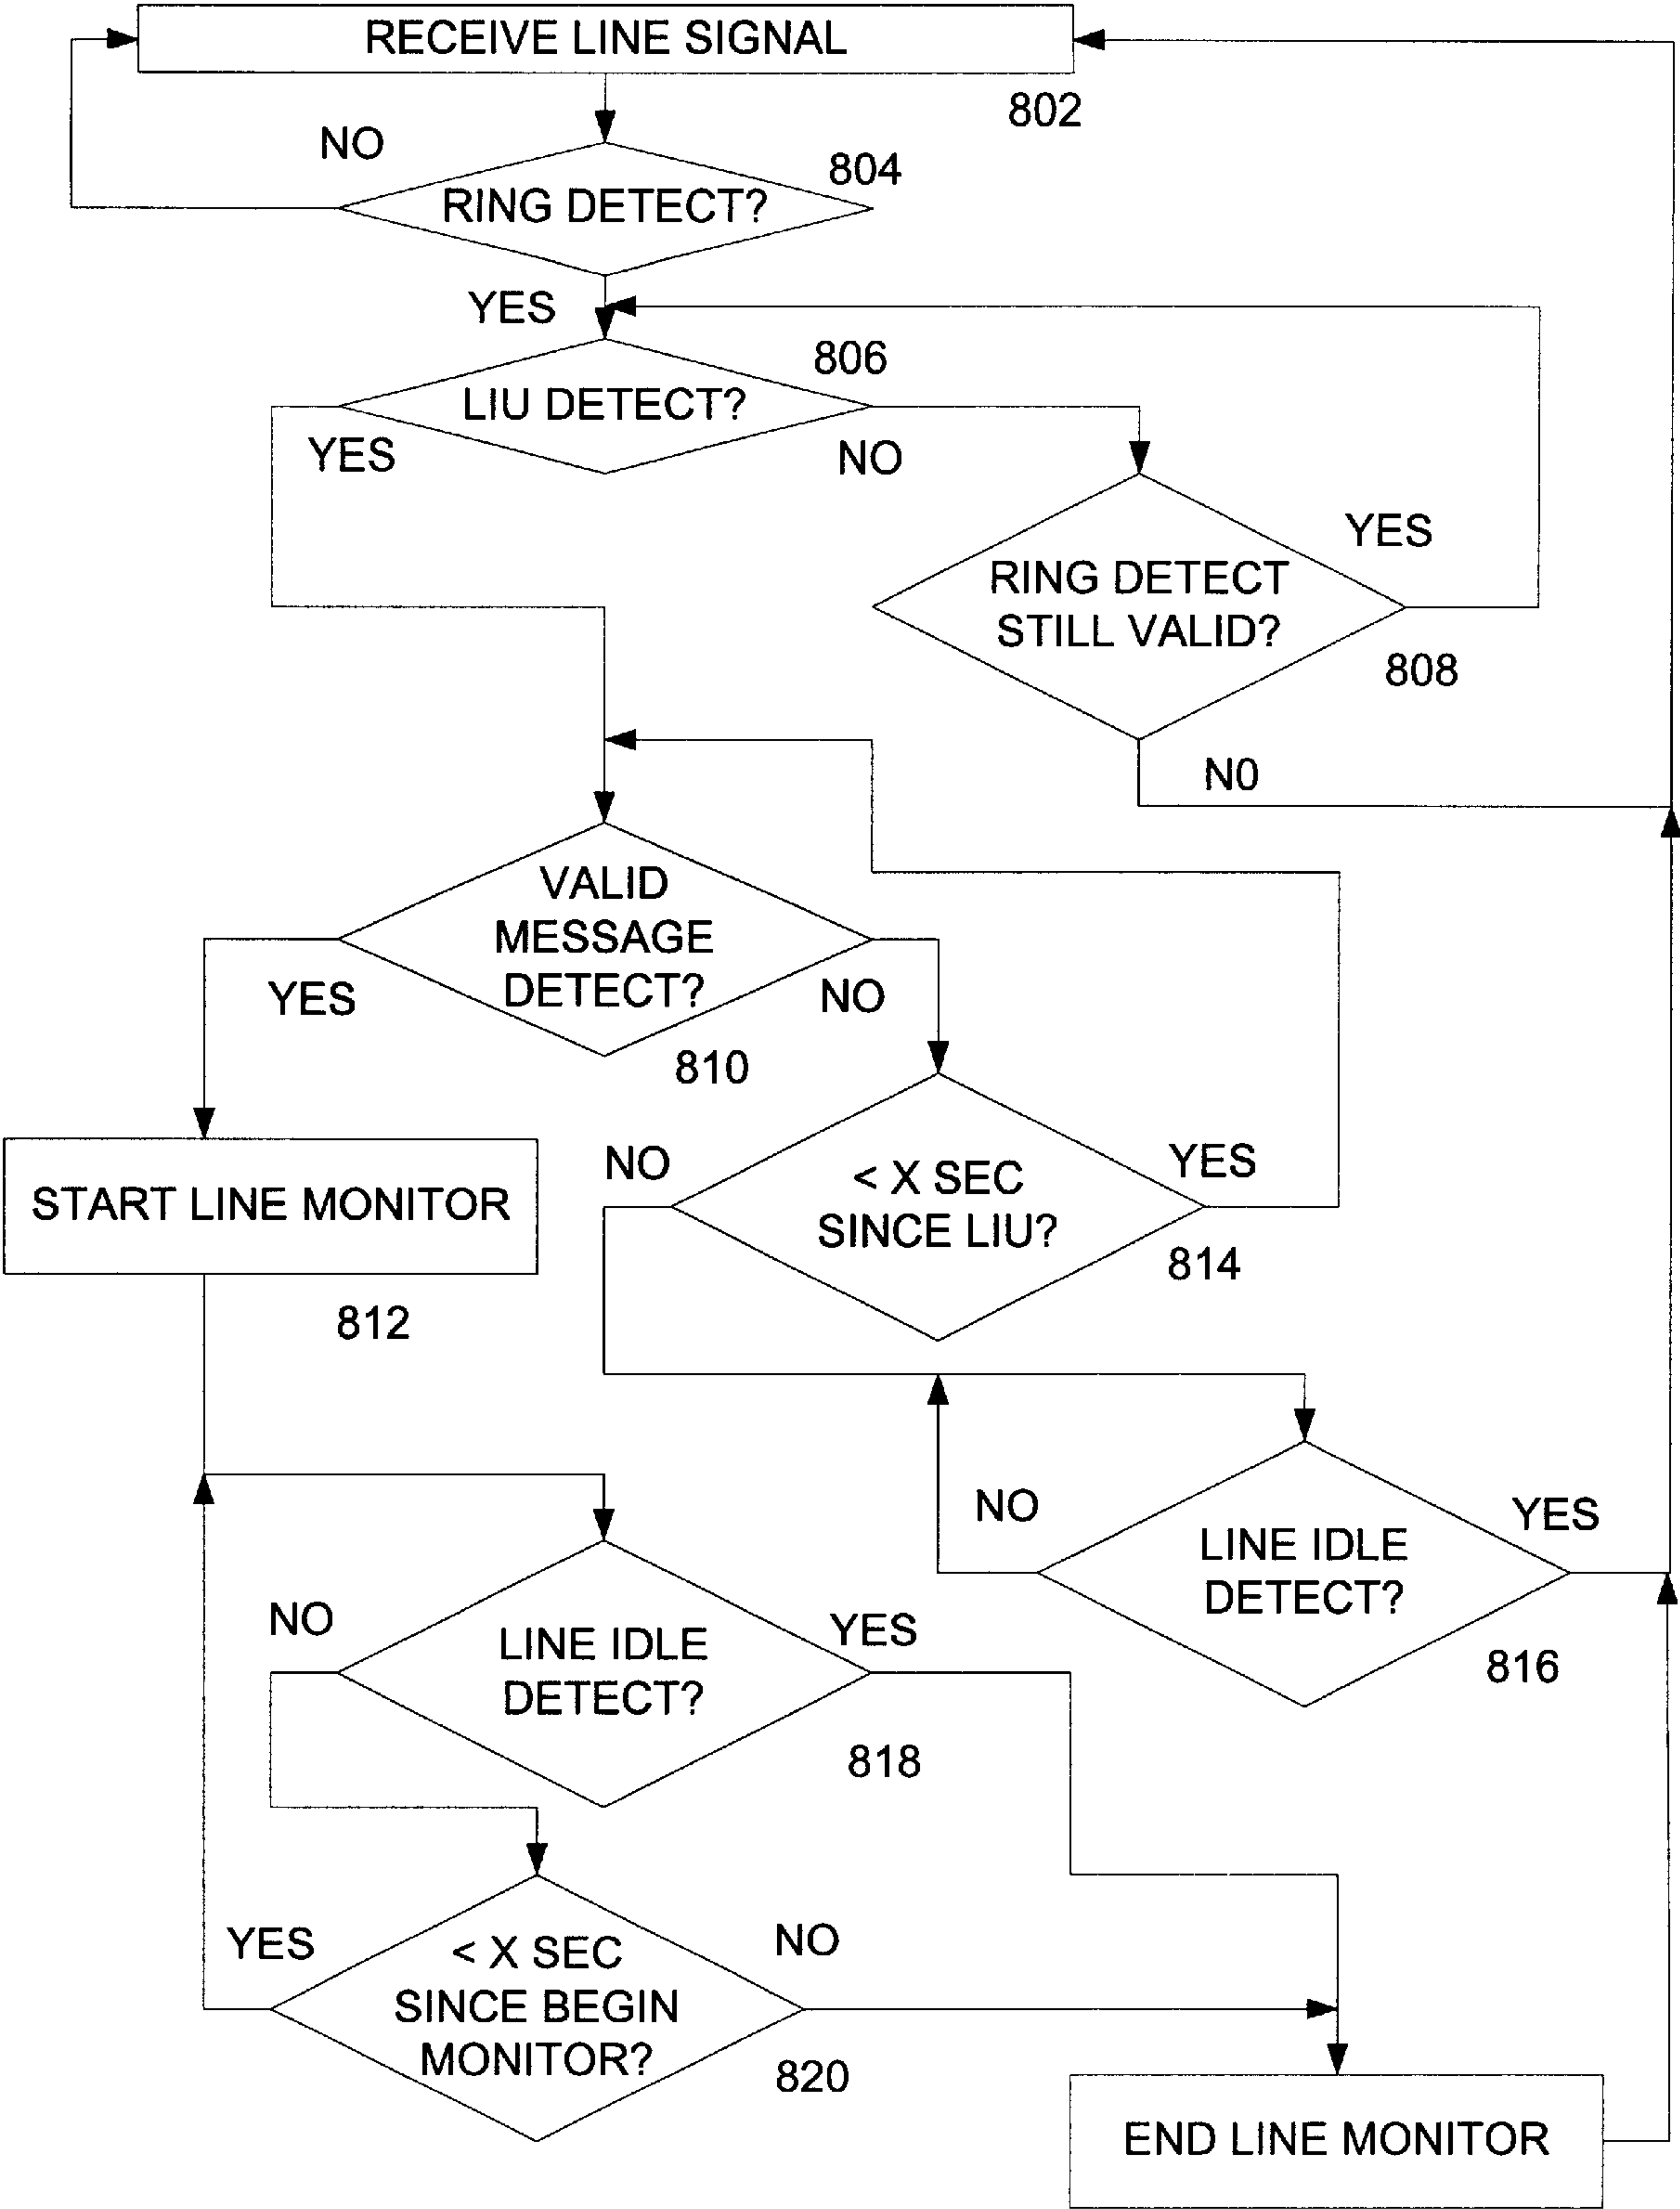 RECEIVE LINE SIGNAL
802
NO
804
RING DETECT?
YES
806
LIU DETECT?
YES
NO
YES
RING DETECT
STILL VALID?
808
N0
VALID
MESSAGE
DETECT?
YES
NO
810
NO
YES
< X SEC
SINCE LIU?
814
START LINE MONITOR
812
NO
YES
LINE IDLE
DETECT?
816
NO
YES
LINE IDLE
DETECT?
818
YES
NO
< X SEC
SINCE BEGIN
MONITOR?
820
END LINE MONITOR